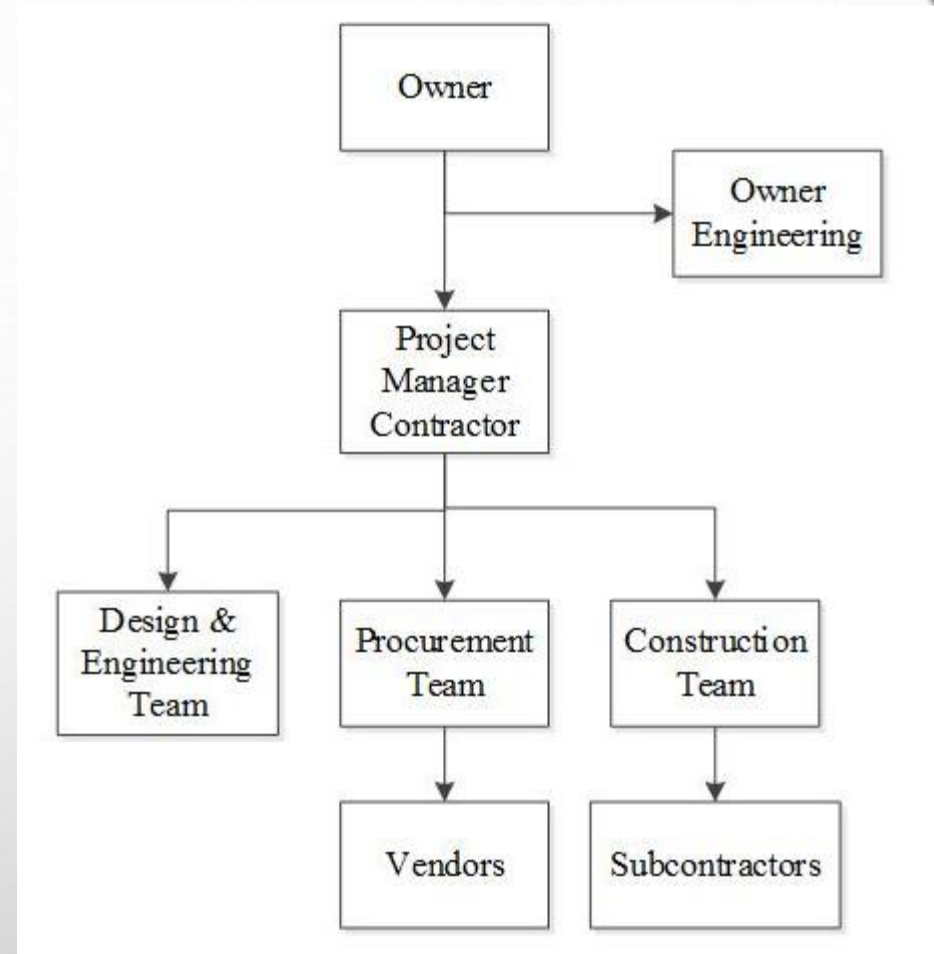 Owner
Owner
Engineering
Project
Manager
Contractor
Design &
Engineering
Team
Procurement
Team
Construction
Team
Vendors
Subcontractors